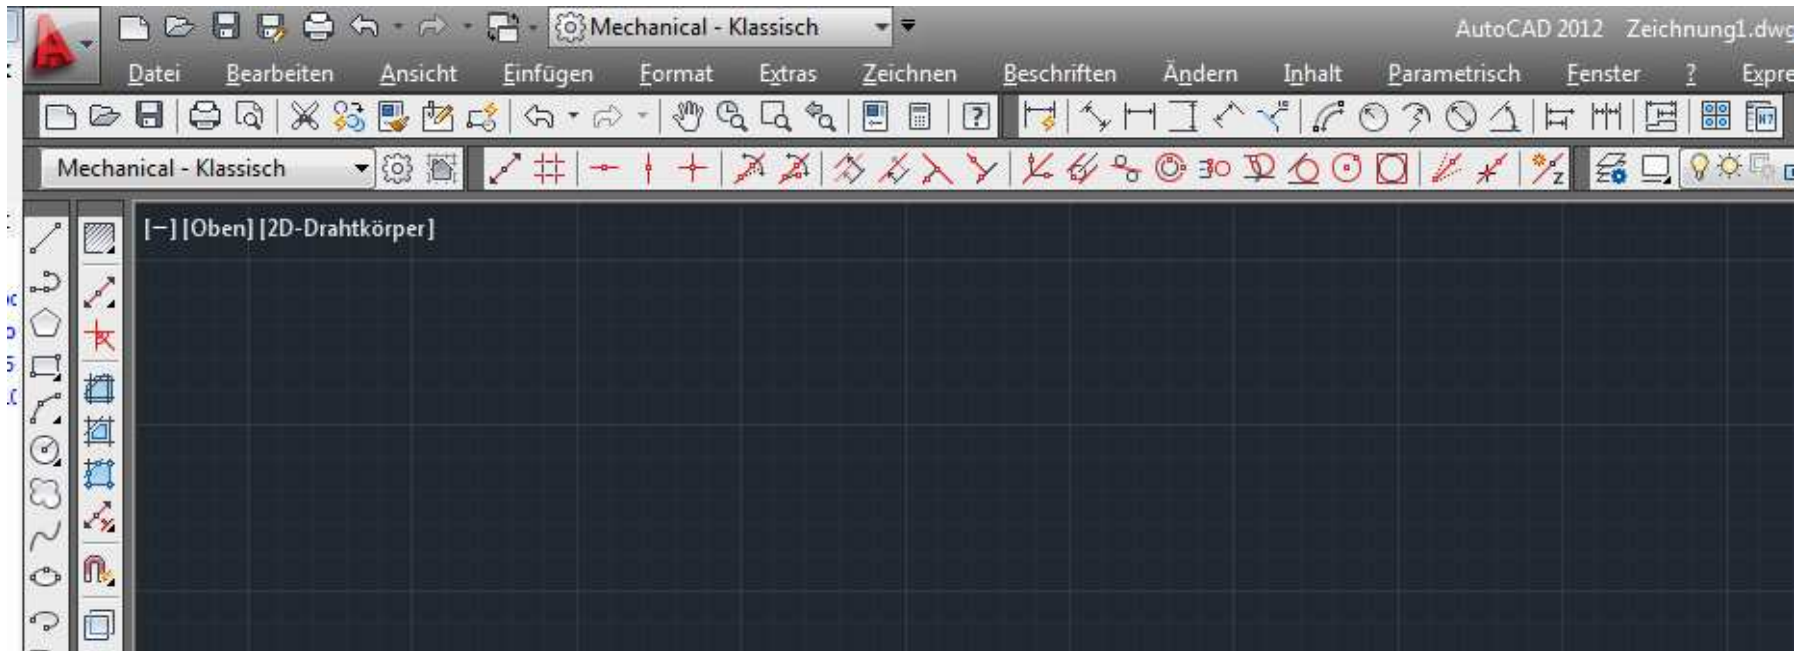 Mechanical - Klassisch
AutoCAD 2012 Zeichnung1.dwg
Datei Bearbeiten Ansicht Einfügen Format Extras Zeichnen Beschriften Ändern Inhalt Parametrisch Fenster ? Expre
Mechanical - Klassisch
[–] [Oben] [2D-Drahtkörper]